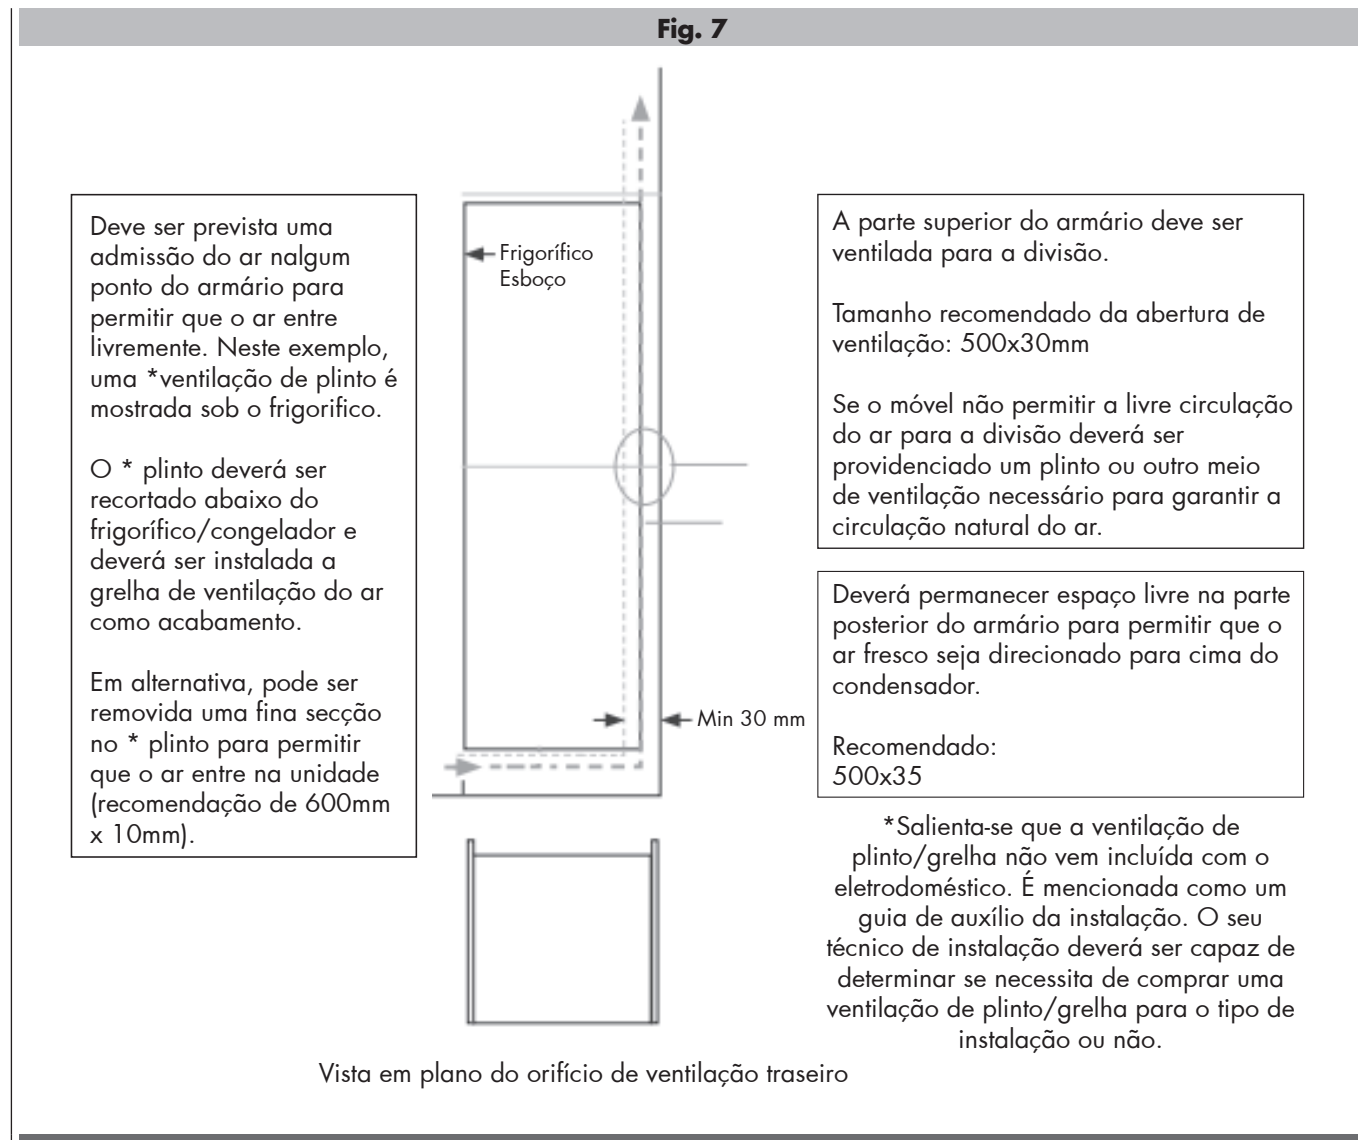 Fig. 7
Deve ser prevista uma
admissão do ar nalgum
ponto do armário para
permitir que o ar entre
livremente. Neste exemplo,
uma *ventilação de plinto é
mostrada sob o frigorifico.
O * plinto deverá ser
recortado abaixo do
frigorífico/congelador e
deverá ser instalada a
grelha de ventilação do ar
como acabamento.
Em alternativa, pode ser
removida uma fina secção
no * plinto para permitir
que o ar entre na unidade
(recomendação de 600mm
x 10mm).
Frigorífico
Esboço
Min 30 mm
A parte superior do armário deve ser
ventilada para a divisão.
Tamanho recomendado da abertura de
ventilação: 500x30mm
Se o móvel não permitir a livre circulação
do ar para a divisão deverá ser
providenciado um plinto ou outro meio
de ventilação necessário para garantir a
circulação natural do ar.
Deverá permanecer espaço livre na parte
posterior do armário para permitir que o
ar fresco seja direcionado para cima do
condensador.
Recomendado:
500x35
*Salienta-se que a ventilação de
plinto/grelha não vem incluída com o
eletrodoméstico. É mencionada como um
guia de auxílio da instalação. O seu
técnico de instalação deverá ser capaz de
determinar se necessita de comprar uma
ventilação de plinto/grelha para o tipo de
instalação ou não.
Vista em plano do orifício de ventilação traseiro